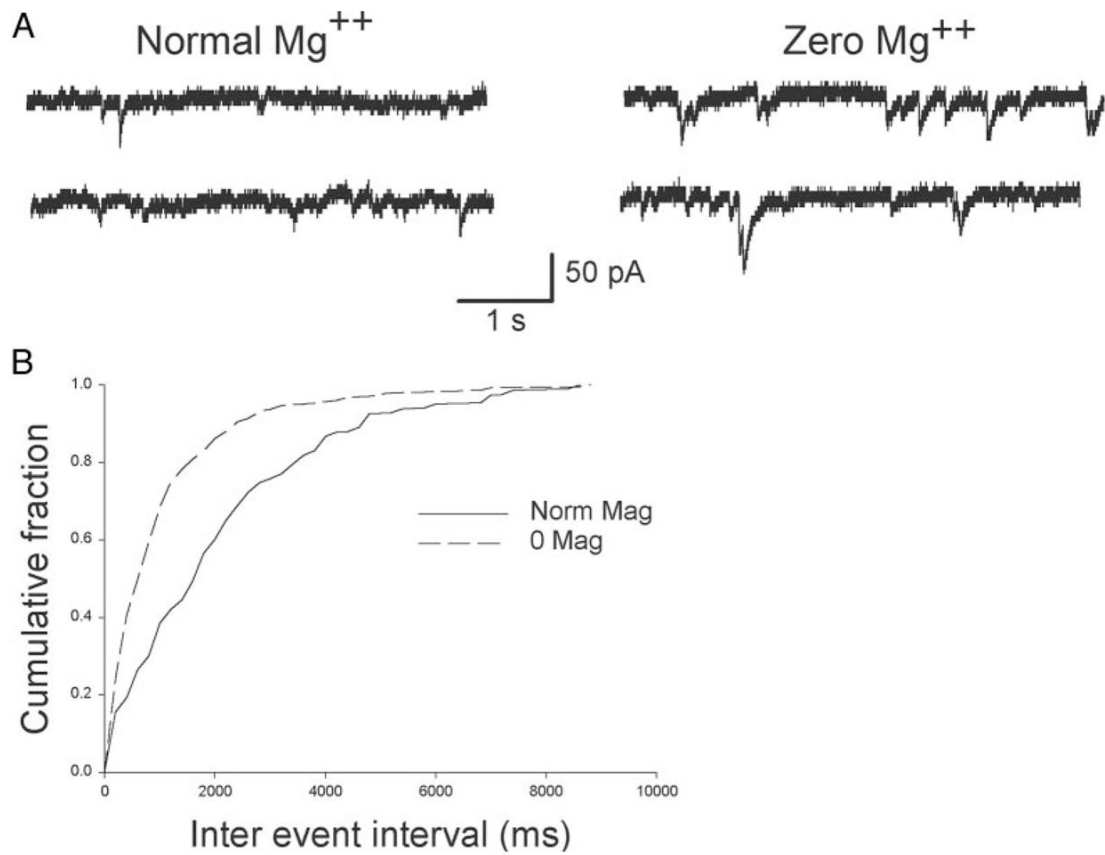 A
Normal Mg++
Zero Mg++
50 pA
1 s
B
1.0
0.8
0.6
0.4
0.2
0.0
Cumulative fraction
Norm Mag
0 Mag
0 2000 4000 6000 8000 10000
Inter event interval (ms)